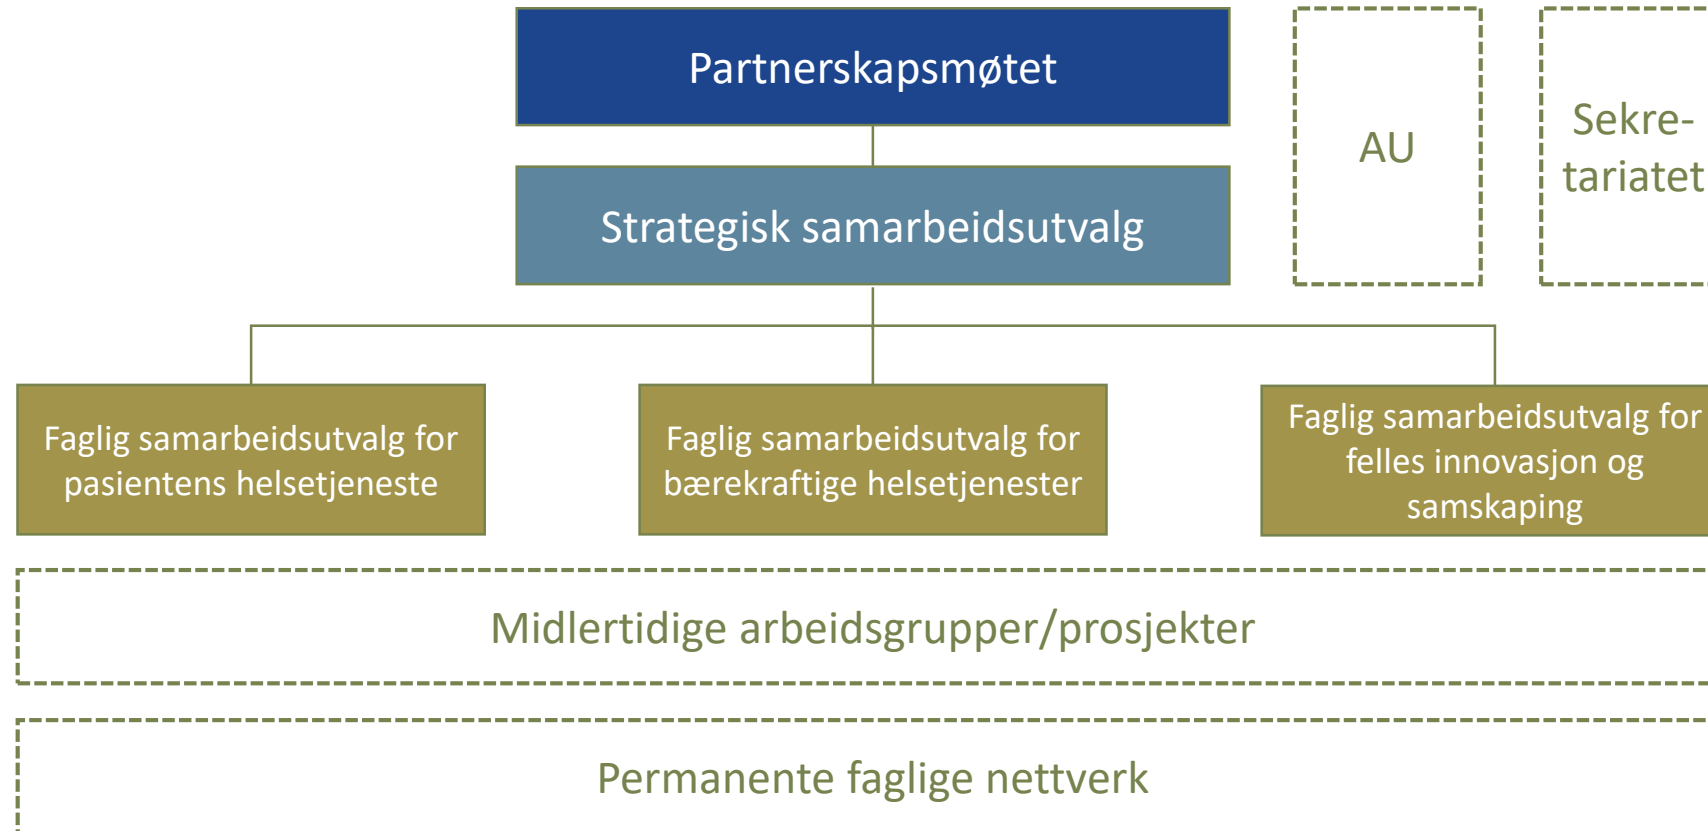 Partnerskapsmøtet
AU
Sekre-
tariatet
Strategisk samarbeidsutvalg
Faglig samarbeidsutvalg for
pasientens helsetjeneste
Faglig samarbeidsutvalg for
bærekraftige helsetjenester
Faglig samarbeidsutvalg for
felles innovasjon og
samskaping
Midlertidige arbeidsgrupper/prosjekter
Permanente faglige nettverk